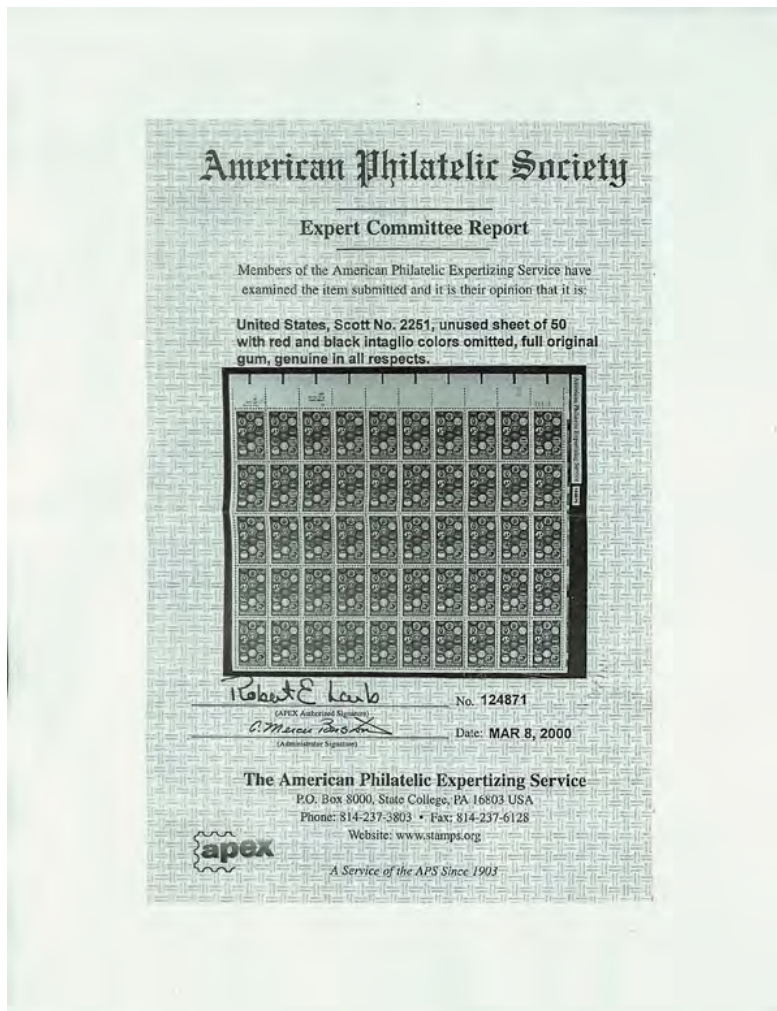 American Philatelic Society
Expert Committee Report
Members of the American Philatelic Expertizing Service have
examined the item submitted and it is their opinion that it is:
United States, Scott No. 2251, unused sheet of 50
with red and black intaglio colors omitted, full original
gum, genuine in all respects.
American Philatelic Expertizing Service
Robert E Lamb
(APEX Authorized Signature)
No. 124871
(Administrator Signature)
Date: MAR 8, 2000
The American Philatelic Expertizing Service
P.O. Box 8000, State College, PA 16803 USA
Phone: 814-237-3803 • Fax: 814-237-6128
Website: www.stamps.org
apex
A Service of the APS Since 1903